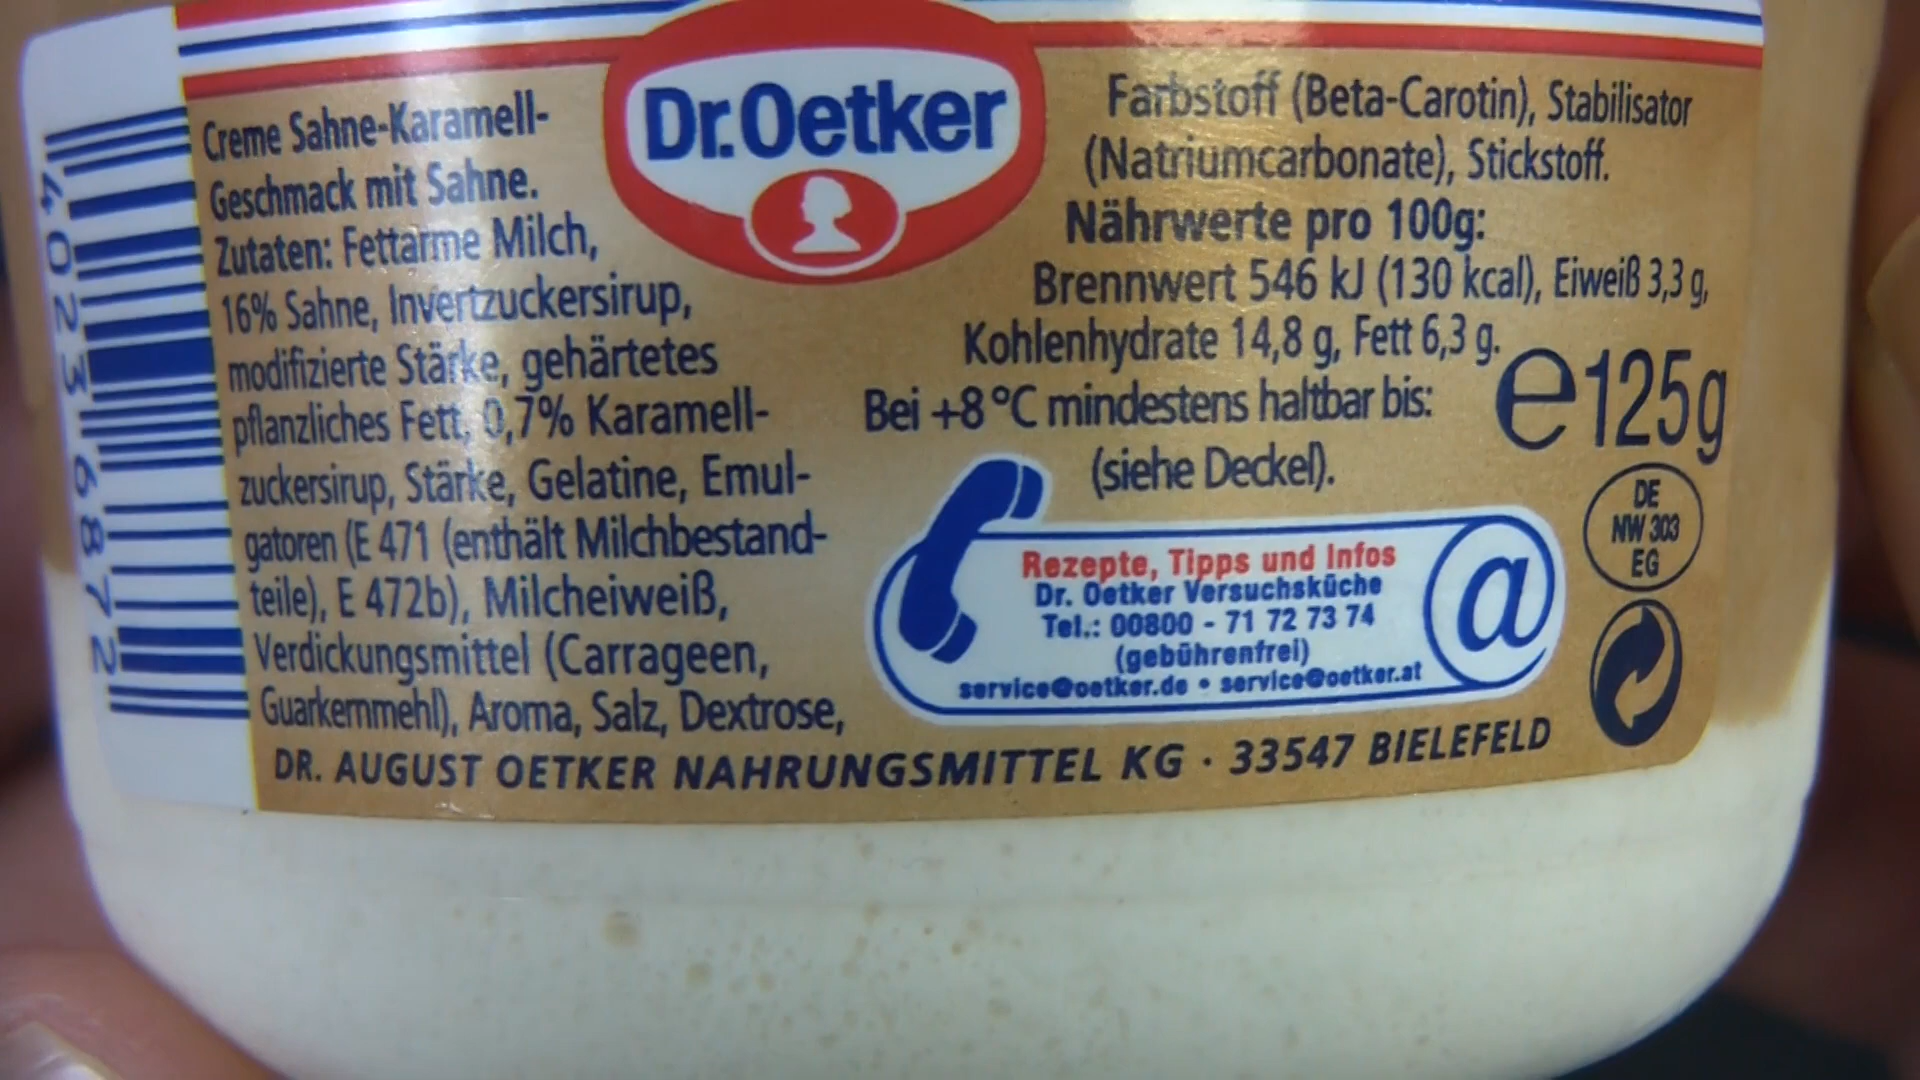 Dr.Oetker
Creme Sahne-Karamell-
Geschmack mit Sahne.
Zutaten: Fettarme Milch,
16% Sahne, Invertzuckersirup,
modifizierte Stärke, gehärtetes
pflanzliches Fett, 0,7% Karamell-
zuckersirup, Stärke, Gelatine, Emul-
gatoren (E 471 (enthält Milchbestand-
teile), E 472b), Milcheiweiß,
Verdickungsmittel (Carrageen,
Guarkernmehl), Aroma, Salz, Dextrose,
Farbstoff (Beta-Carotin), Stabilisator
(Natriumcarbonate), Stickstoff.
Nährwerte pro 100g:
Brennwert 546 kJ (130 kcal), Eiweiß 3,3 g,
Kohlenhydrate 14,8 g, Fett 6,3 g.
Bei +8°C mindestens haltbar bis:
(siehe Deckel).
e125g
DE
NW 303
EG
Rezepte, Tipps und Infos
Dr. Oetker Versuchsküche
Tel.: 00800 - 71 72 73 74
(gebührenfrei)
service@oetker.de • service@oetker.at
@
DR. AUGUST OETKER NAHRUNGSMITTEL KG · 33547 BIELEFELD
40236872